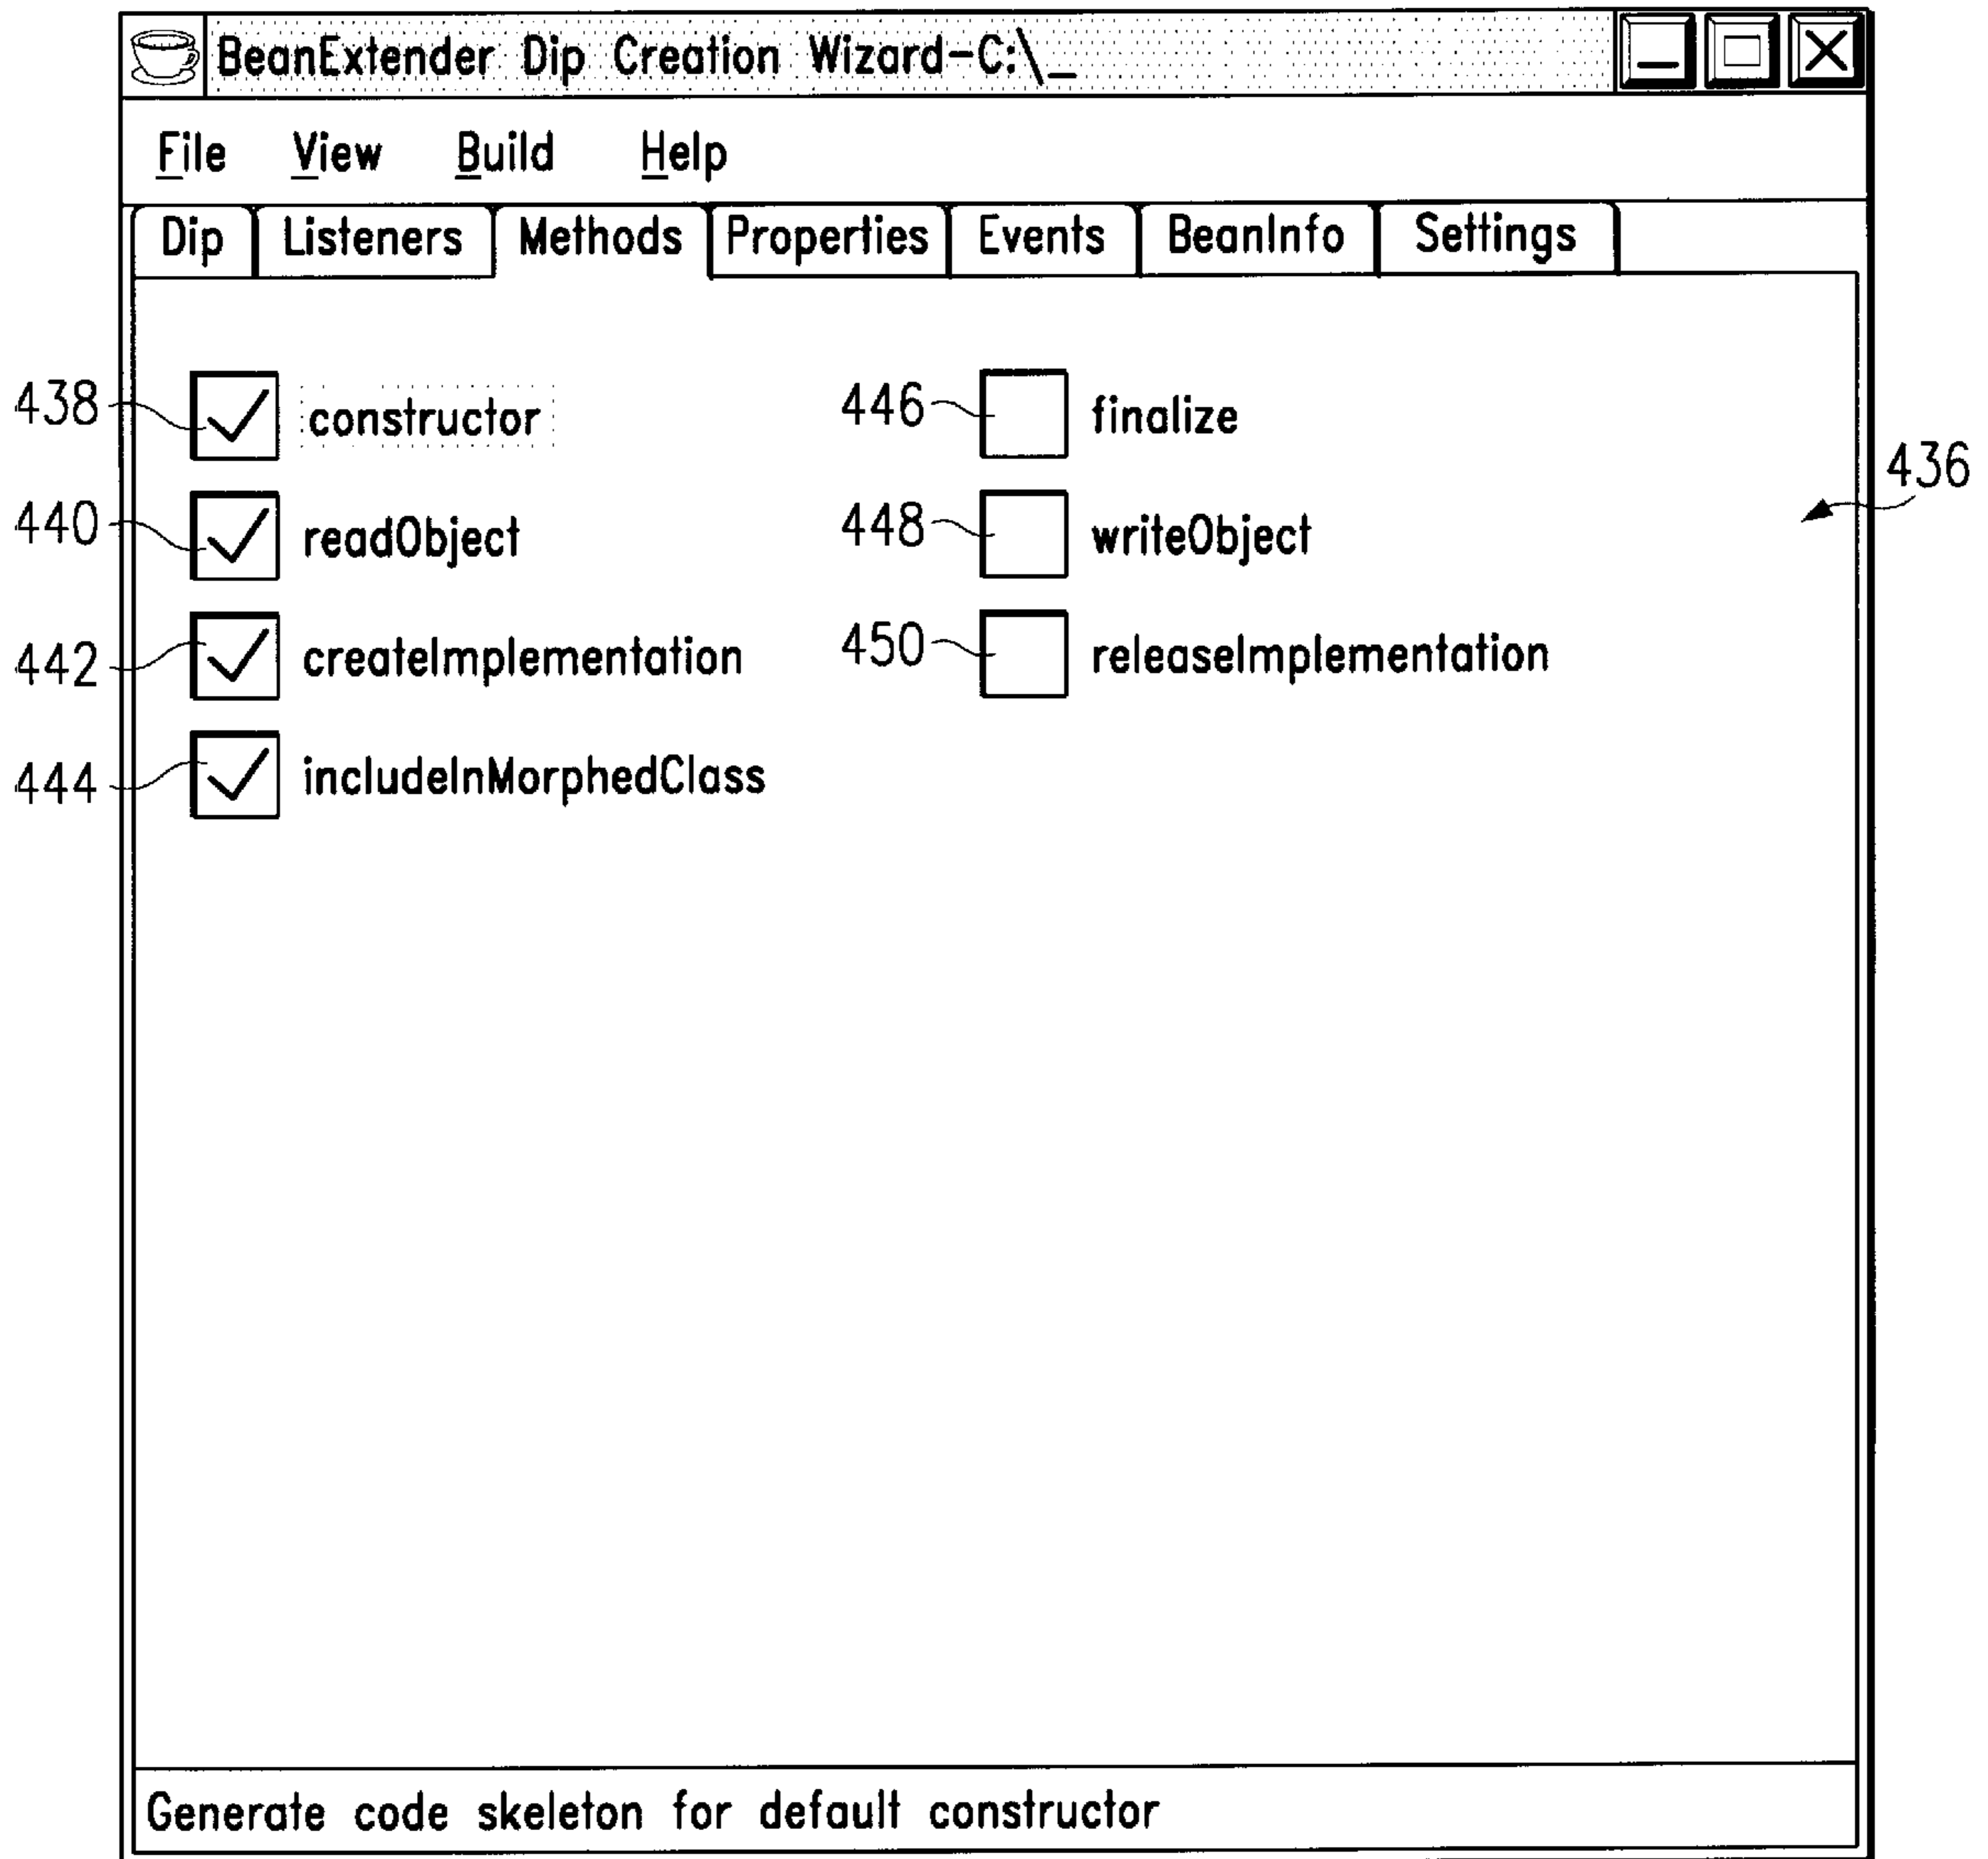 BeanExtender Dip Creation Wizard-C:\_
File View Build Help
Dip Listeners Methods Properties Events BeanInfo Settings
438 constructor 446 finalize
436
440 readObject 448 writeObject
442 createImplementation 450 releaseImplementation
444 includeInMorphedClass
Generate code skeleton for default constructor